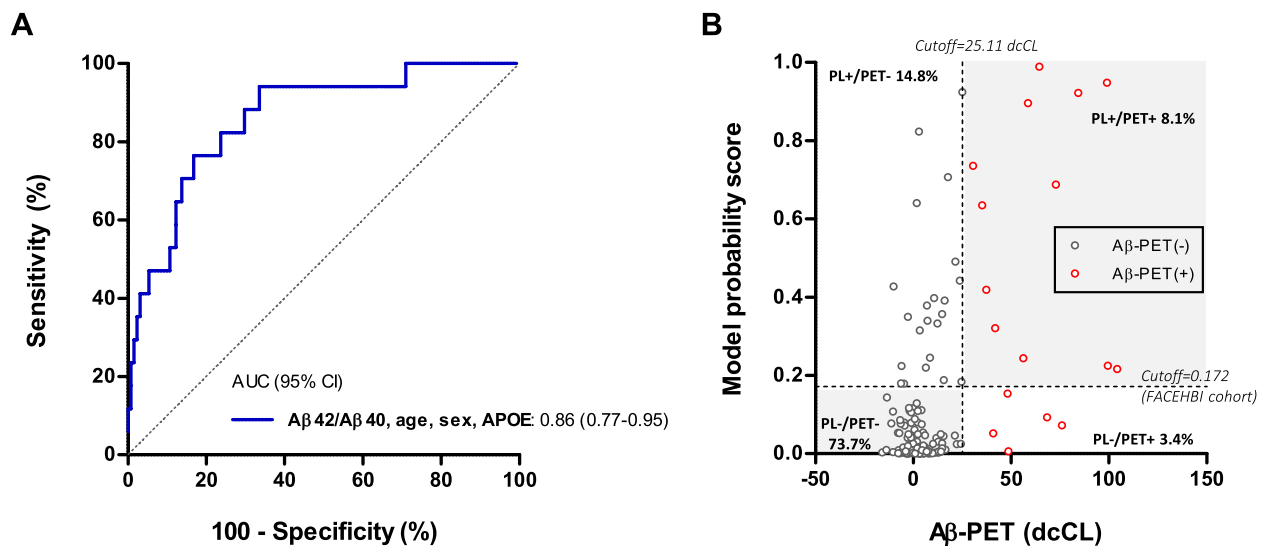 A
Sensitivity (%)
100
80
60
40
20
0
0
20
40
60
80
100
100 - Specificity (%)
AUC (95% CI)
Aβ42/Aβ40, age, sex, APOE: 0.86 (0.77-0.95)
B
Cutoff=25.11 dcCL
Model probability score
1.0
0.8
0.6
0.4
0.2
0.0
PL+/PET- 14.8%
PL+/PET+ 8.1%
Aβ-PET(-)
Aβ-PET(+)
Cutoff=0.172
(FACEHBI cohort)
PL-/PET-
73.7%
PL-/PET+ 3.4%
-50
0
50
100
150
Aβ-PET (dcCL)